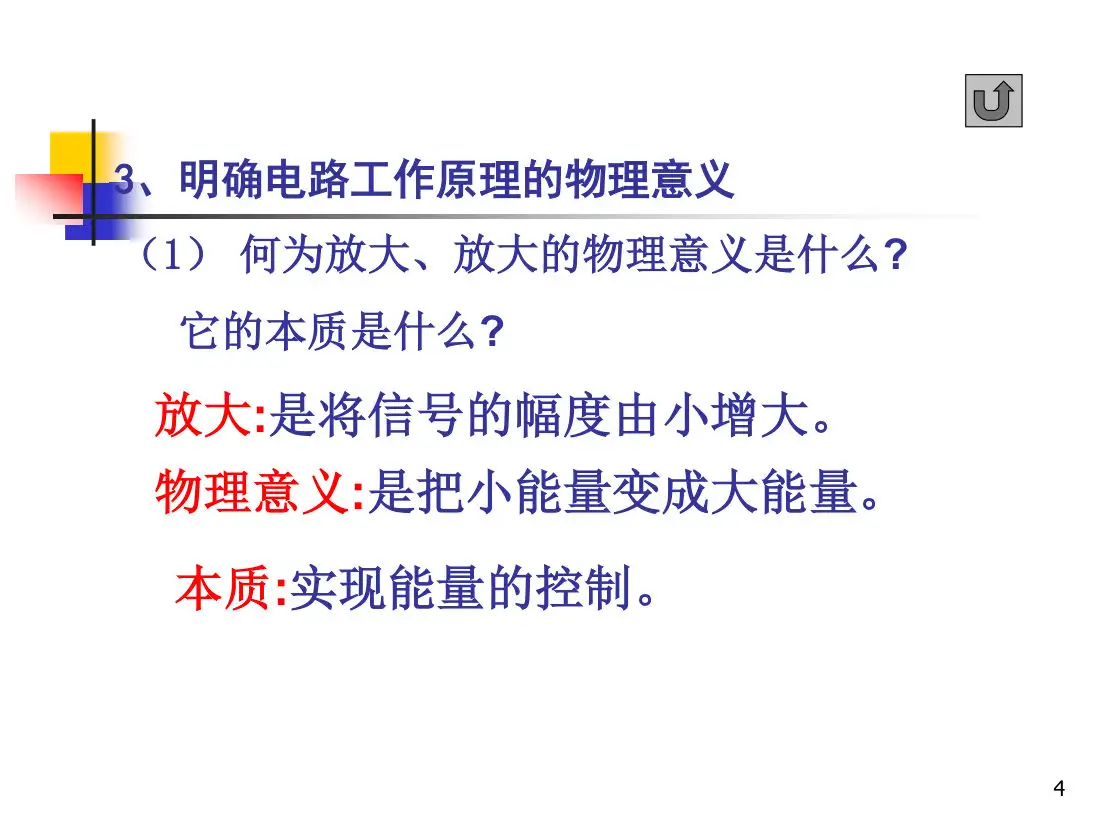 3、明确电路工作原理的物理意义
（1） 何为放大、放大的物理意义是什么?
它的本质是什么?
放大:是将信号的幅度由小增大。
物理意义:是把小能量变成大能量。
本质:实现能量的控制。
4